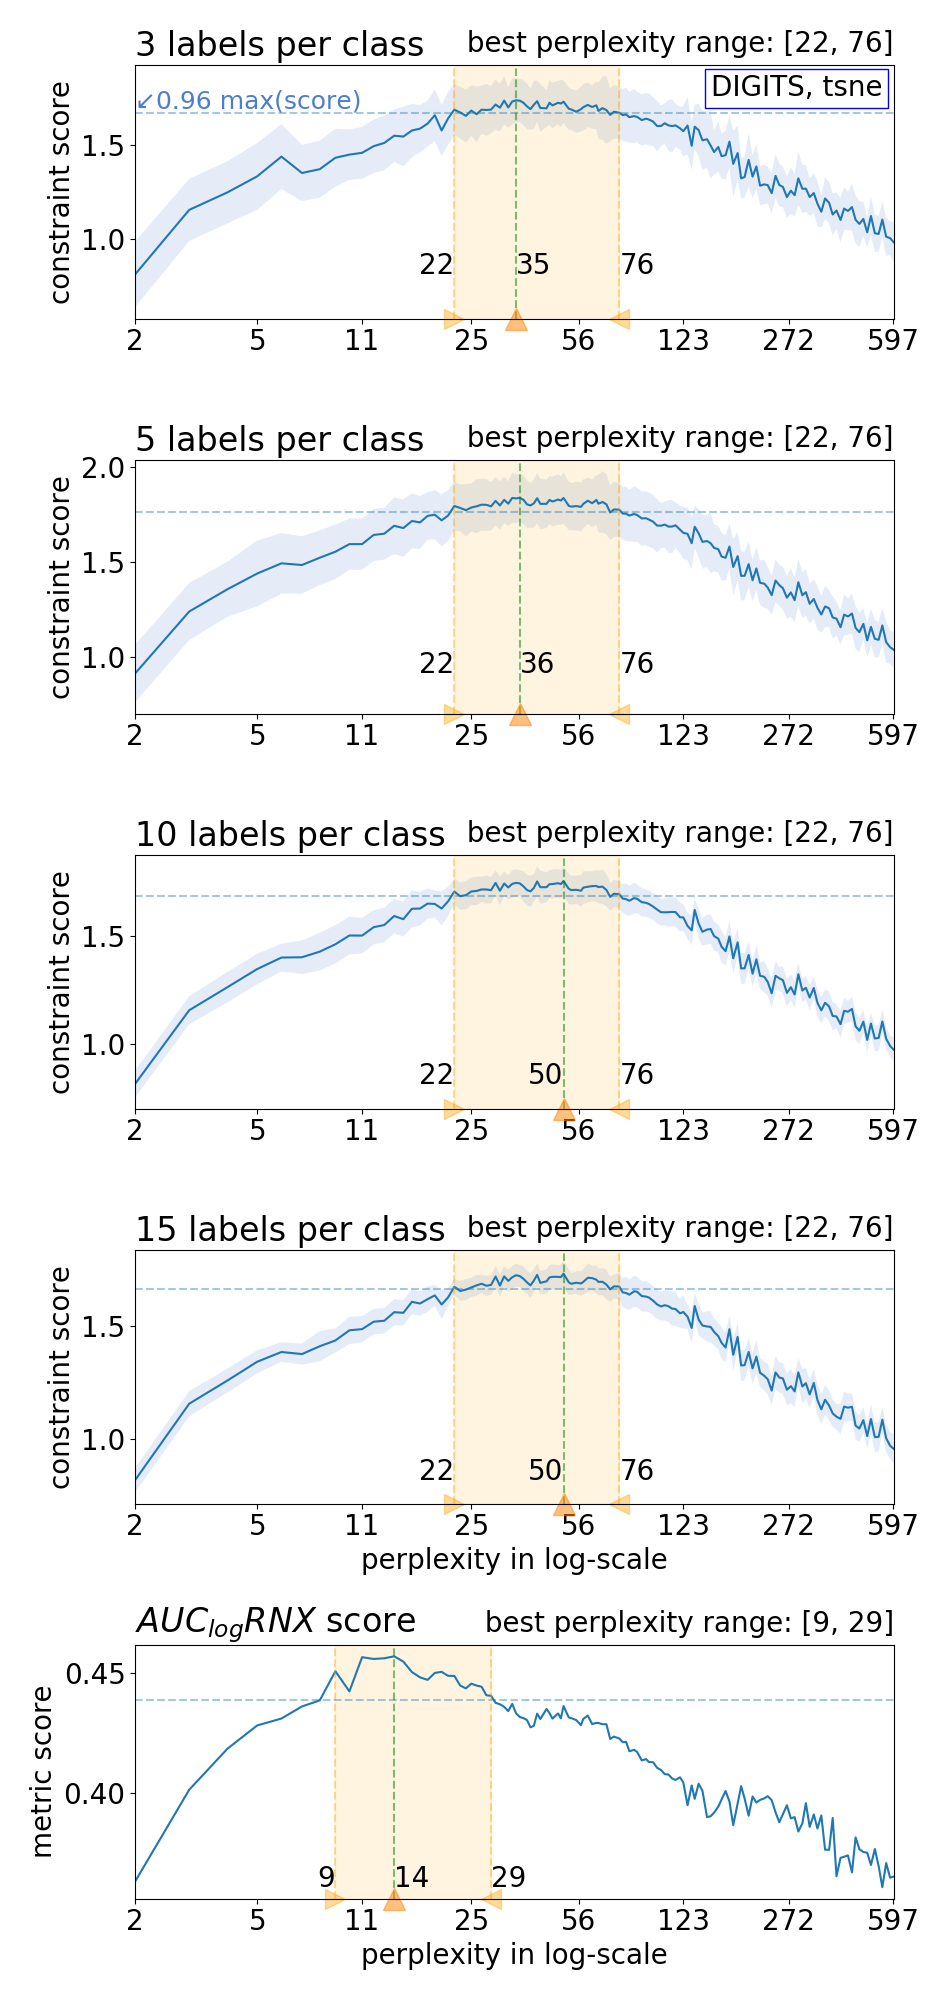 3 labels per class best perplexity range: [22, 76]
DIGITS, tsne
↙0.96 max(score)
constraint score
1.5
1.0
22 35 76
2 5 11 25 56 123 272 597
5 labels per class best perplexity range: [22, 76]
constraint score
2.0
1.5
1.0
22 36 76
2 5 11 25 56 123 272 597
10 labels per class best perplexity range: [22, 76]
constraint score
1.5
1.0
22 50 76
2 5 11 25 56 123 272 597
15 labels per class best perplexity range: [22, 76]
constraint score
1.5
1.0
22 50 76
2 5 11 25 56 123 272 597
perplexity in log-scale
AUC_logRNX score best perplexity range: [9, 29]
metric score
0.45
0.40
9 14 29
2 5 11 25 56 123 272 597
perplexity in log-scale